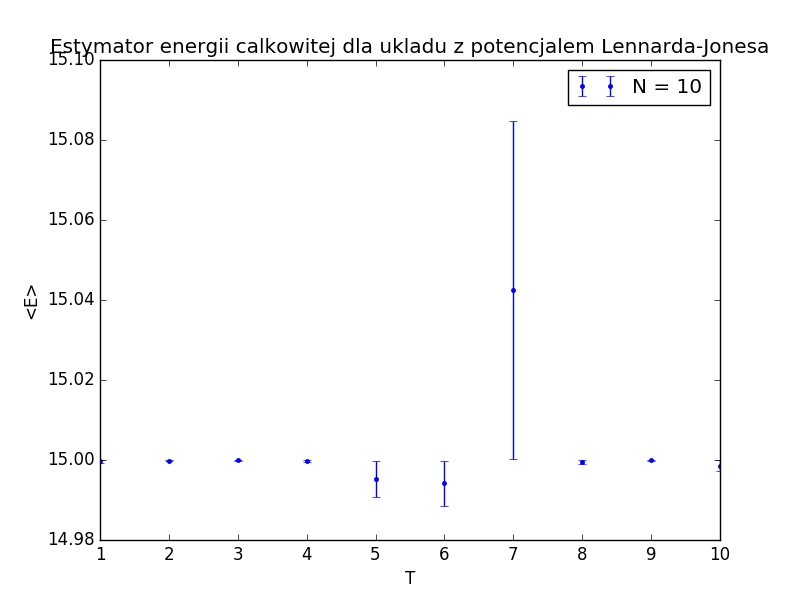 Estymator energii calkowitej dla ukladu z potencjalem Lennarda-Jonesa
15.10
N = 10
15.08
15.06
15.04
<E>
15.02
15.00
14.98
1 2 3 4 5 6 7 8 9 10
T